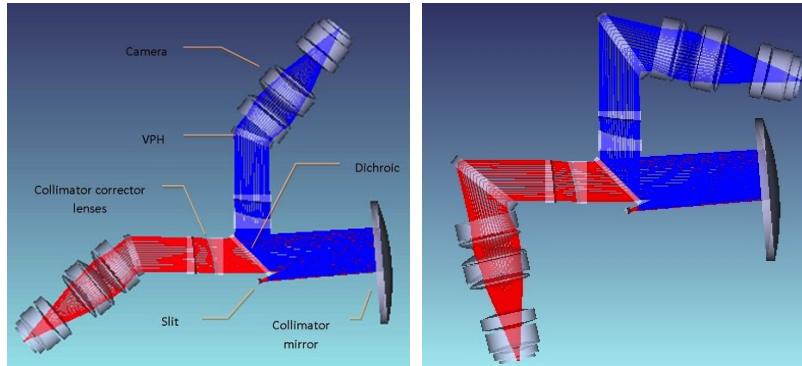 Camera
VPH
Dichroic
Collimator corrector
lenses
Slit
Collimator
mirror